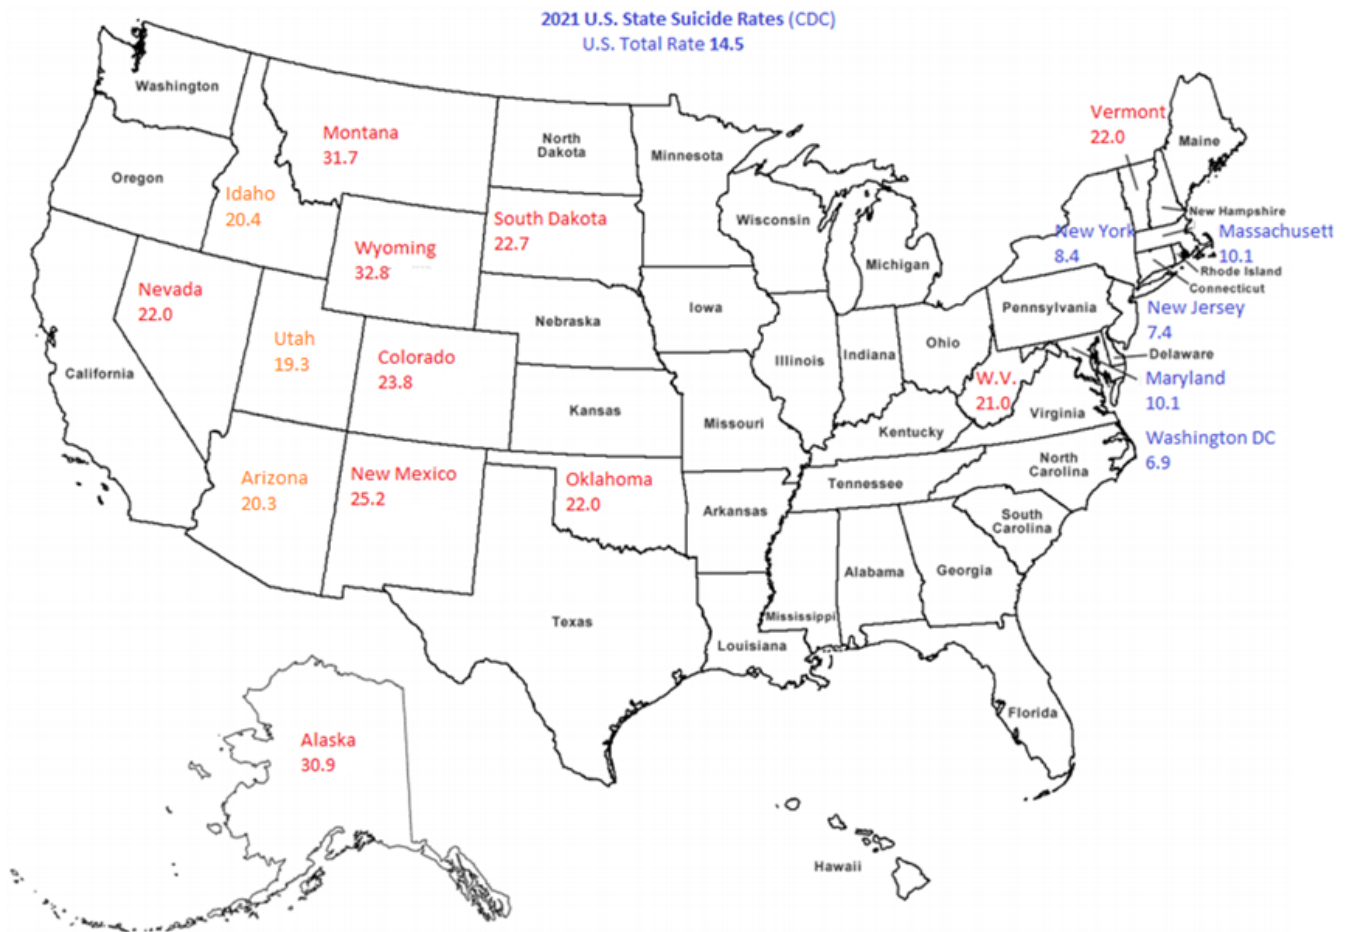 2021 U.S. State Suicide Rates (CDC)
U.S. Total Rate 14.5
Washington
Montana
31.7
North
Dakota
Minnesota
Vermont
22.0
Maine
Oregon
Idaho
20.4
South Dakota
22.7
Wisconsin
New Hampshire
Wyoming
32.8
Michigan
New York
8.4
Massachusett
10.1
Rhode Island
Connecticut
Nevada
22.0
Iowa
Pennsylvania
New Jersey
7.4
Nebraska
Utah
19.3
Colorado
23.8
Illinois
Indiana
Ohio
Delaware
California
W.V.
21.0
Maryland
10.1
Kansas
Missouri
Kentucky
Virginia
Washington DC
6.9
Arizona
20.3
New Mexico
25.2
Oklahoma
22.0
Tennessee
North
Carolina
Arkansas
South
Carolina
Alabama
Georgia
Texas
Mississippi
Louisiana
Florida
Alaska
30.9
Hawaii